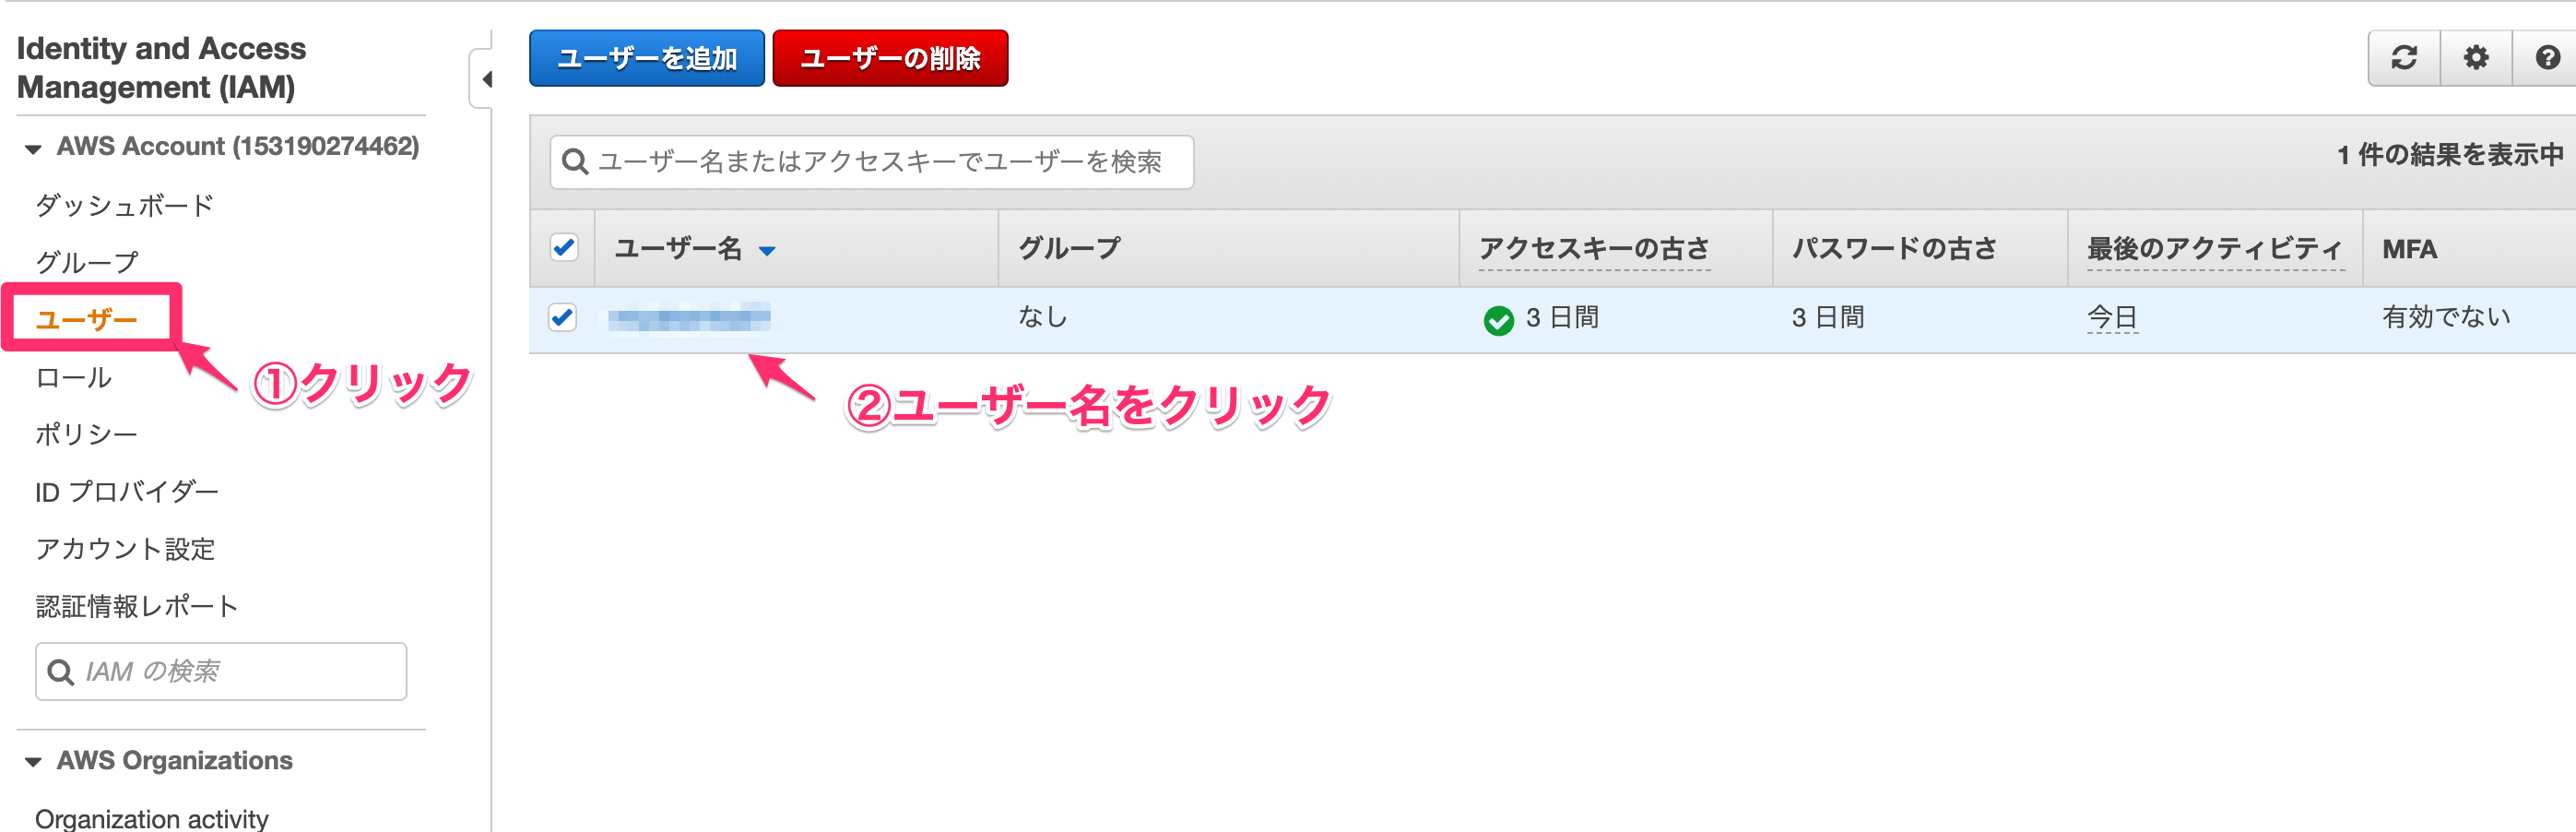 Identity and Access
Management (IAM)
AWS Account (153190274462)
ダッシュボード
グループ
ユーザー
①クリック
ロール
ポリシー
ID プロバイダー
アカウント設定
認証情報レポート
IAM の検索
AWS Organizations
Organization activity
ユーザーを追加 ユーザーの削除
ユーザー名またはアクセスキーでユーザーを検索
1 件の結果を表示中
ユーザー名 グループ アクセスキーの古さ パスワードの古さ 最後のアクティビティ MFA
なし 3 日間 3 日間 今日 有効でない
②ユーザー名をクリック